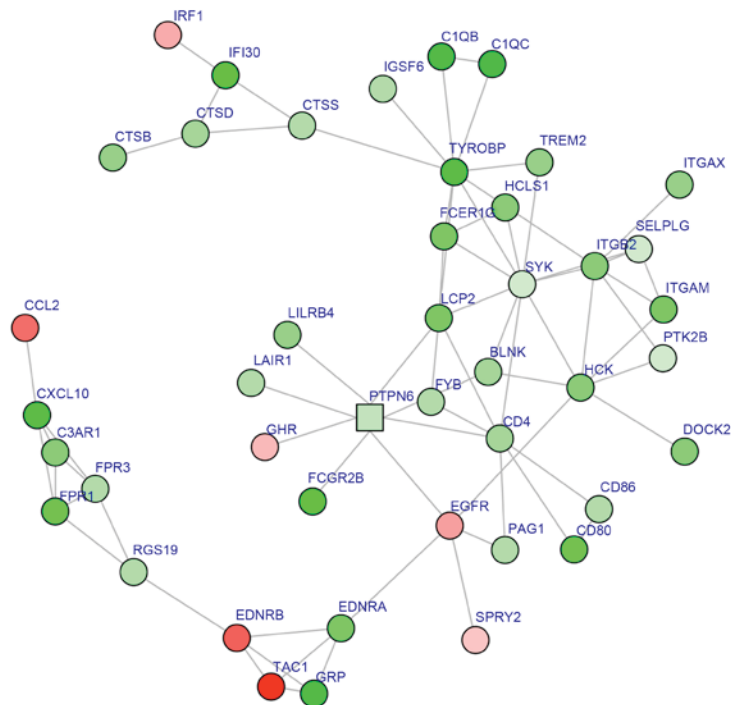 IRF1
C1QB
C1QC
IFI30
IGSF6
CTSD
CTSS
CTSB
TYROBP
TREM2
HCLS1
ITGAX
FCER1G
SELPLG
ITGB2
SYK
ITGAM
LCP2
CCL2
LILRB4
PTK2B
BLNK
LAIR1
PTPN6
FYB
HCK
CXCL10
C3AR1
GHR
CD4
DOCK2
FPR3
FCGR2B
CD86
FPR1
EGFR
PAG1
CD80
RGS19
EDNRB
EDNRA
SPRY2
TAC1
GRP